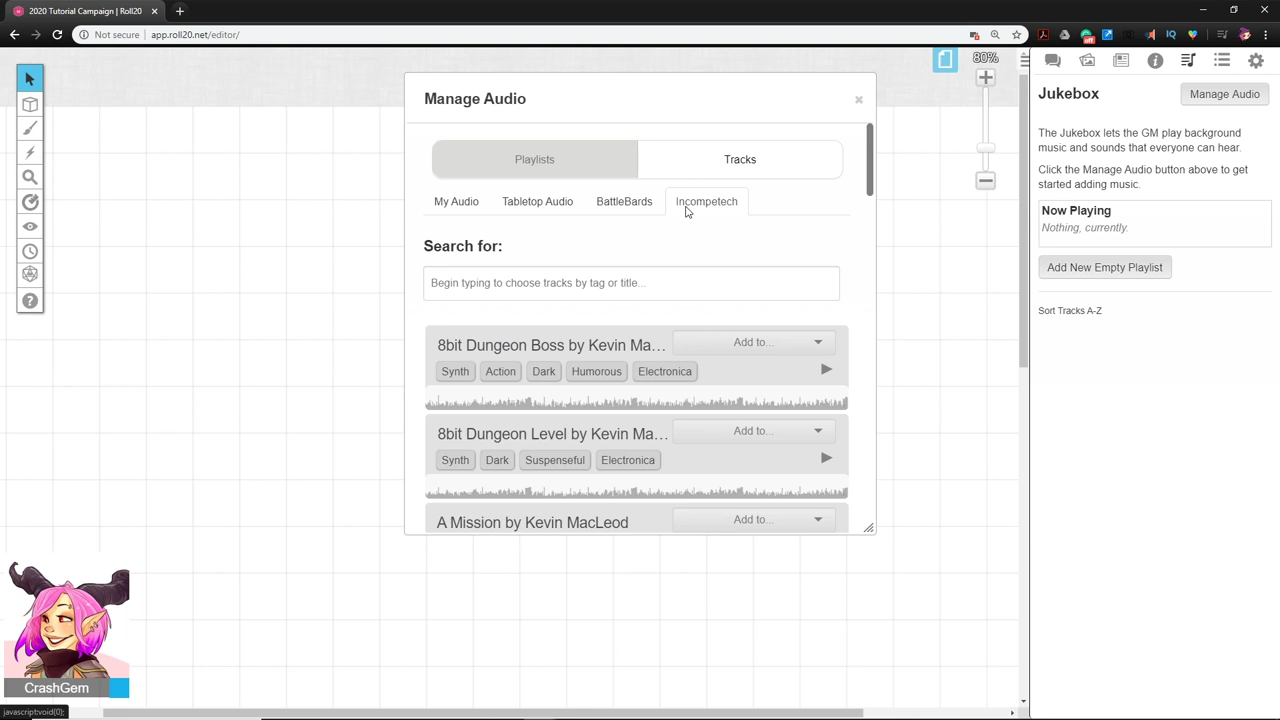 2020 Tutorial Campaign | Roll20
Not secure | app.roll20.net/editor/
80%
Manage Audio
Playlists
Tracks
My Audio
Tabletop Audio
BattleBards
Incompetech
Search for:
Begin typing to choose tracks by tag or title...
8bit Dungeon Boss by Kevin Ma...
Add to...
Synth
Action
Dark
Humorous
Electronica
8bit Dungeon Level by Kevin Ma...
Add to...
Synth
Dark
Suspenseful
Electronica
A Mission by Kevin MacLeod
Add to...
Jukebox
Manage Audio
The Jukebox lets the GM play background
music and sounds that everyone can hear.
Click the Manage Audio button above to get
started adding music.
Now Playing
Nothing, currently.
Add New Empty Playlist
Sort Tracks A-Z
CrashGem
javascript:void(0);